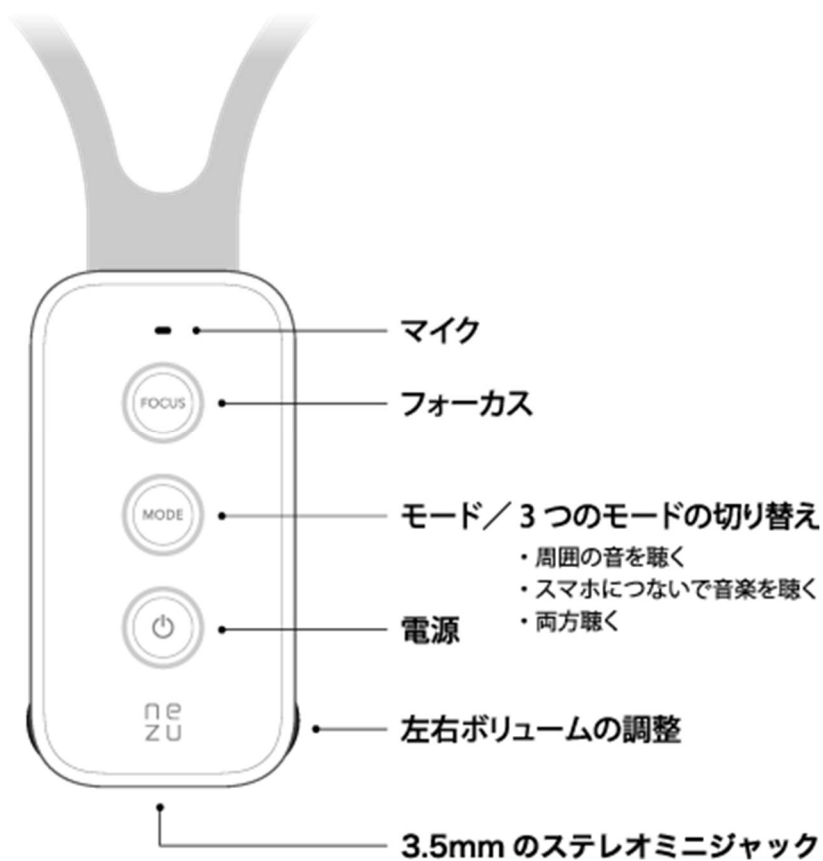 マイク
FOCUS
フォーカス
MODE
モード／3つのモードの切り替え
・周囲の音を聴く
・スマホにつないで音楽を聴く
・両方聴く
電源
ne
zu
左右ボリュームの調整
3.5mm のステレオミニジャック